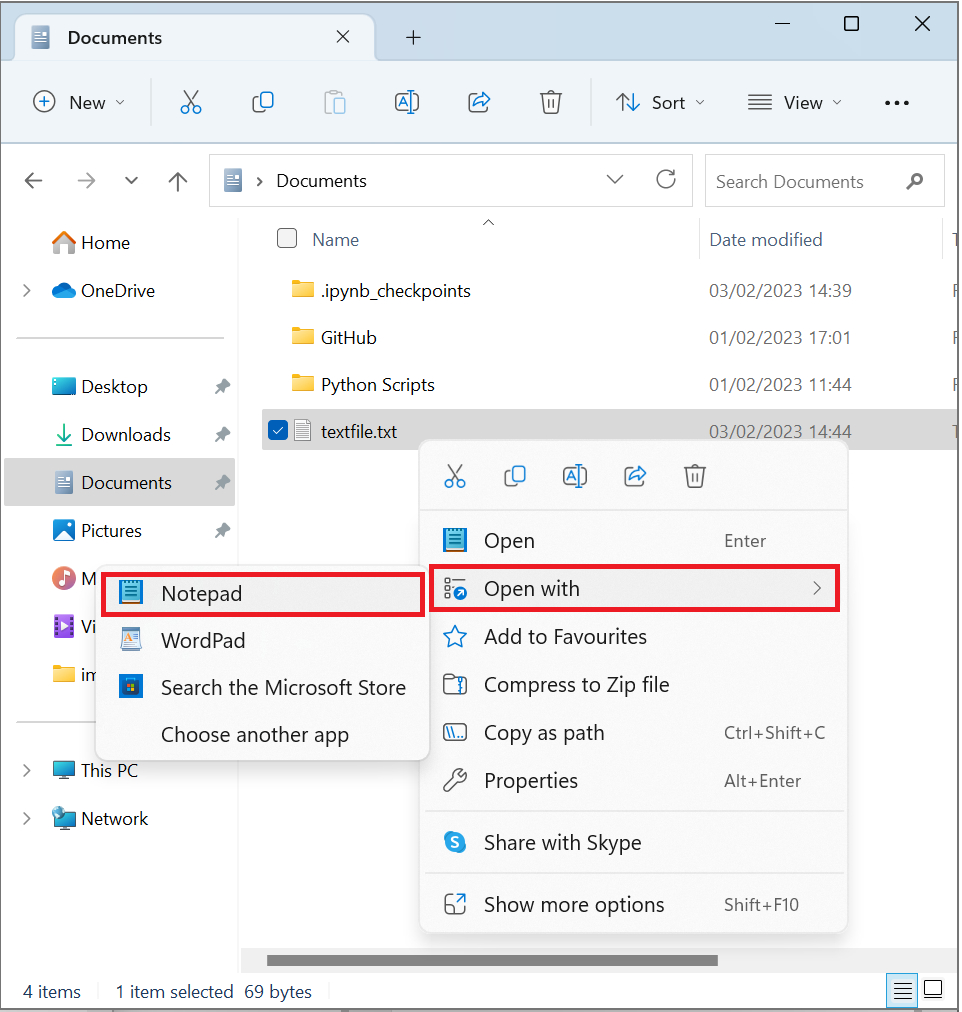 Documents
New
Sort
View
Documents
Search Documents
Name
Date modified
Home
OneDrive
Desktop
Downloads
Documents
Pictures
This PC
Network
.ipynb_checkpoints 03/02/2023 14:39
GitHub 01/02/2023 17:01
Python Scripts 01/02/2023 11:44
textfile.txt 03/02/2023 14:44
Open Enter
Open with
Add to Favourites
Compress to Zip file
Copy as path Ctrl+Shift+C
Properties Alt+Enter
Share with Skype
Show more options Shift+F10
Notepad
WordPad
Search the Microsoft Store
Choose another app
4 items
1 item selected 69 bytes